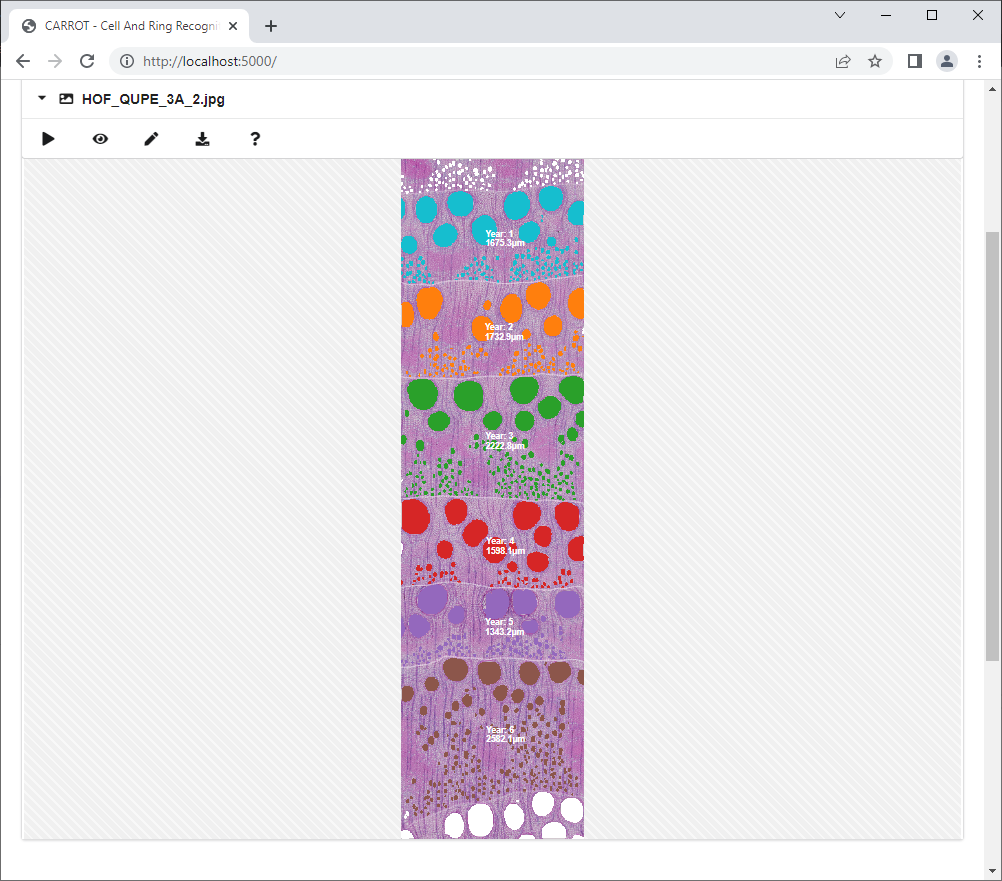 CARROT - Cell And Ring Recogni
http://localhost:5000/
HOF_QUPE_3A_2.jpg
?
Year: 1
1675.3µm
Year: 2
1732.9µm
Year: 3
2222.8µm
Year: 4
1598.1µm
Year: 5
1343.2µm
Year: 6
2582.1µm